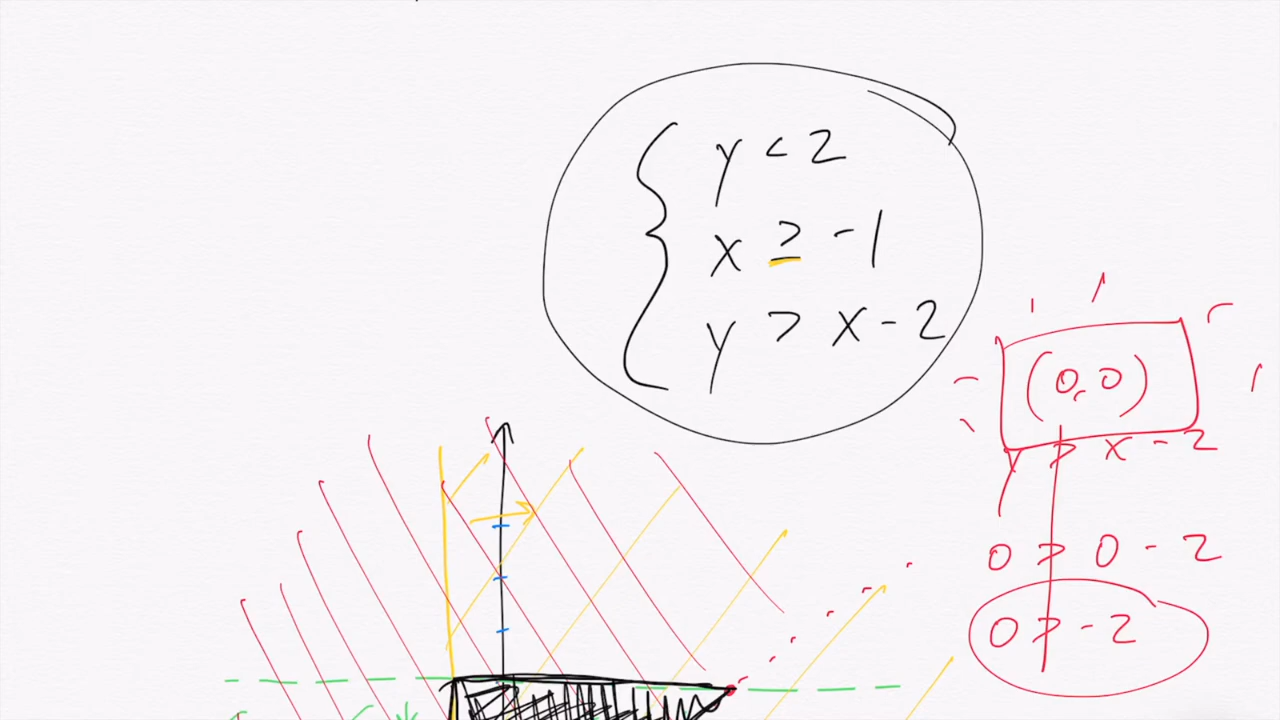 y < 2
x ≥ -1
y > x - 2
(0,0)
y > x - 2
0 > 0 - 2
0 > -2